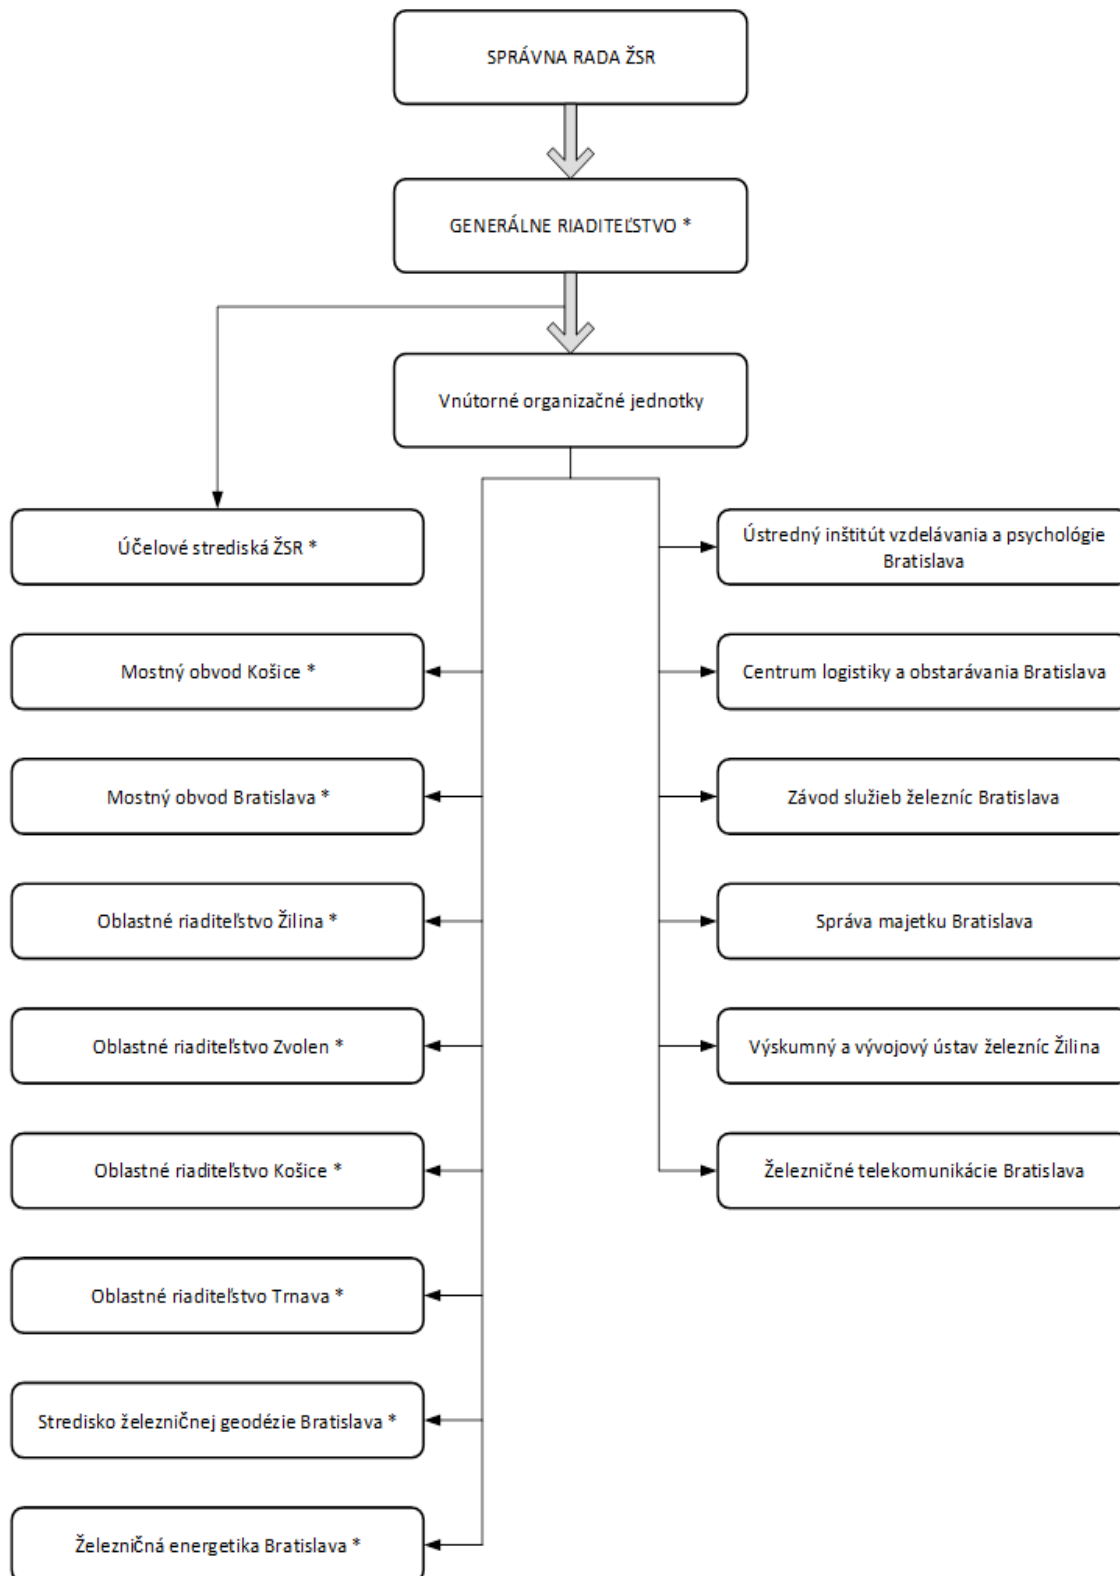 SPRÁVNA RADA ŽSR
GENERÁLNE RIADITEĽSTVO *
Vnútorné organizačné jednotky
Účelové strediská ŽSR *
Mostný obvod Košice *
Mostný obvod Bratislava *
Oblastné riaditeľstvo Žilina *
Oblastné riaditeľstvo Zvolen *
Oblastné riaditeľstvo Košice *
Oblastné riaditeľstvo Trnava *
Stredisko železničnej geodézie Bratislava *
Železničná energetika Bratislava *
Ústredný inštitút vzdelávania a psychológie
Bratislava
Centrum logistiky a obstarávania Bratislava
Závod služieb železníc Bratislava
Správa majetku Bratislava
Výskumný a vývojový ústav železníc Žilina
Železničné telekomunikácie Bratislava